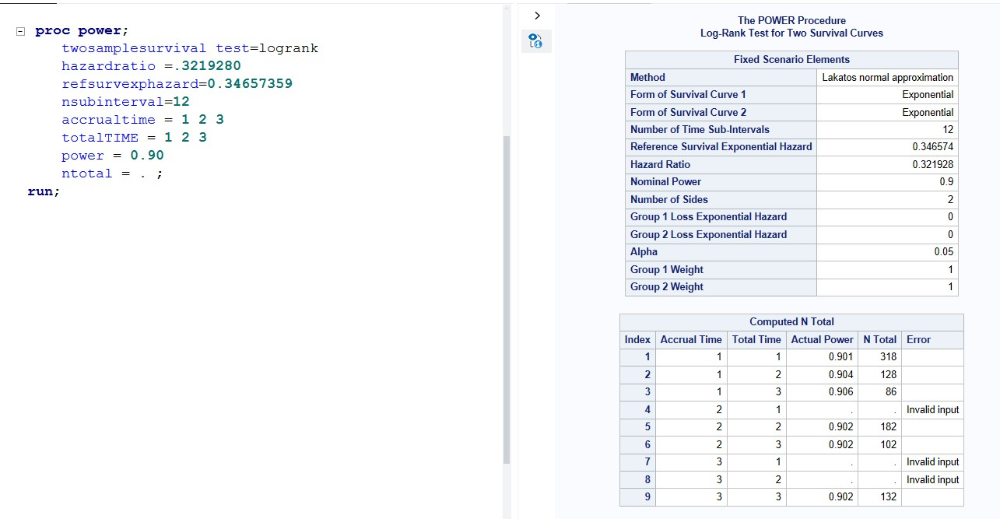 proc power;
twosamplesurvival test=logrank
hazardratio =.3219280
refsurvexphazard=0.34657359
nsubinterval=12
accrualtime = 1 2 3
totalTIME = 1 2 3
power = 0.90
ntotal = . ;
run;
The POWER Procedure
Log-Rank Test for Two Survival Curves
Fixed Scenario Elements
Method Lakatos normal approximation
Form of Survival Curve 1 Exponential
Form of Survival Curve 2 Exponential
Number of Time Sub-Intervals 12
Reference Survival Exponential Hazard 0.346574
Hazard Ratio 0.321928
Nominal Power 0.9
Number of Sides 2
Group 1 Loss Exponential Hazard 0
Group 2 Loss Exponential Hazard 0
Alpha 0.05
Group 1 Weight 1
Group 2 Weight 1
Computed N Total
Index Accrual Time Total Time Actual Power N Total Error
1 1 1 0.901 318
2 1 2 0.904 128
3 1 3 0.906 86
4 2 1 . . Invalid input
5 2 2 0.902 182
6 2 3 0.902 102
7 3 1 . . Invalid input
8 3 2 . . Invalid input
9 3 3 0.902 132